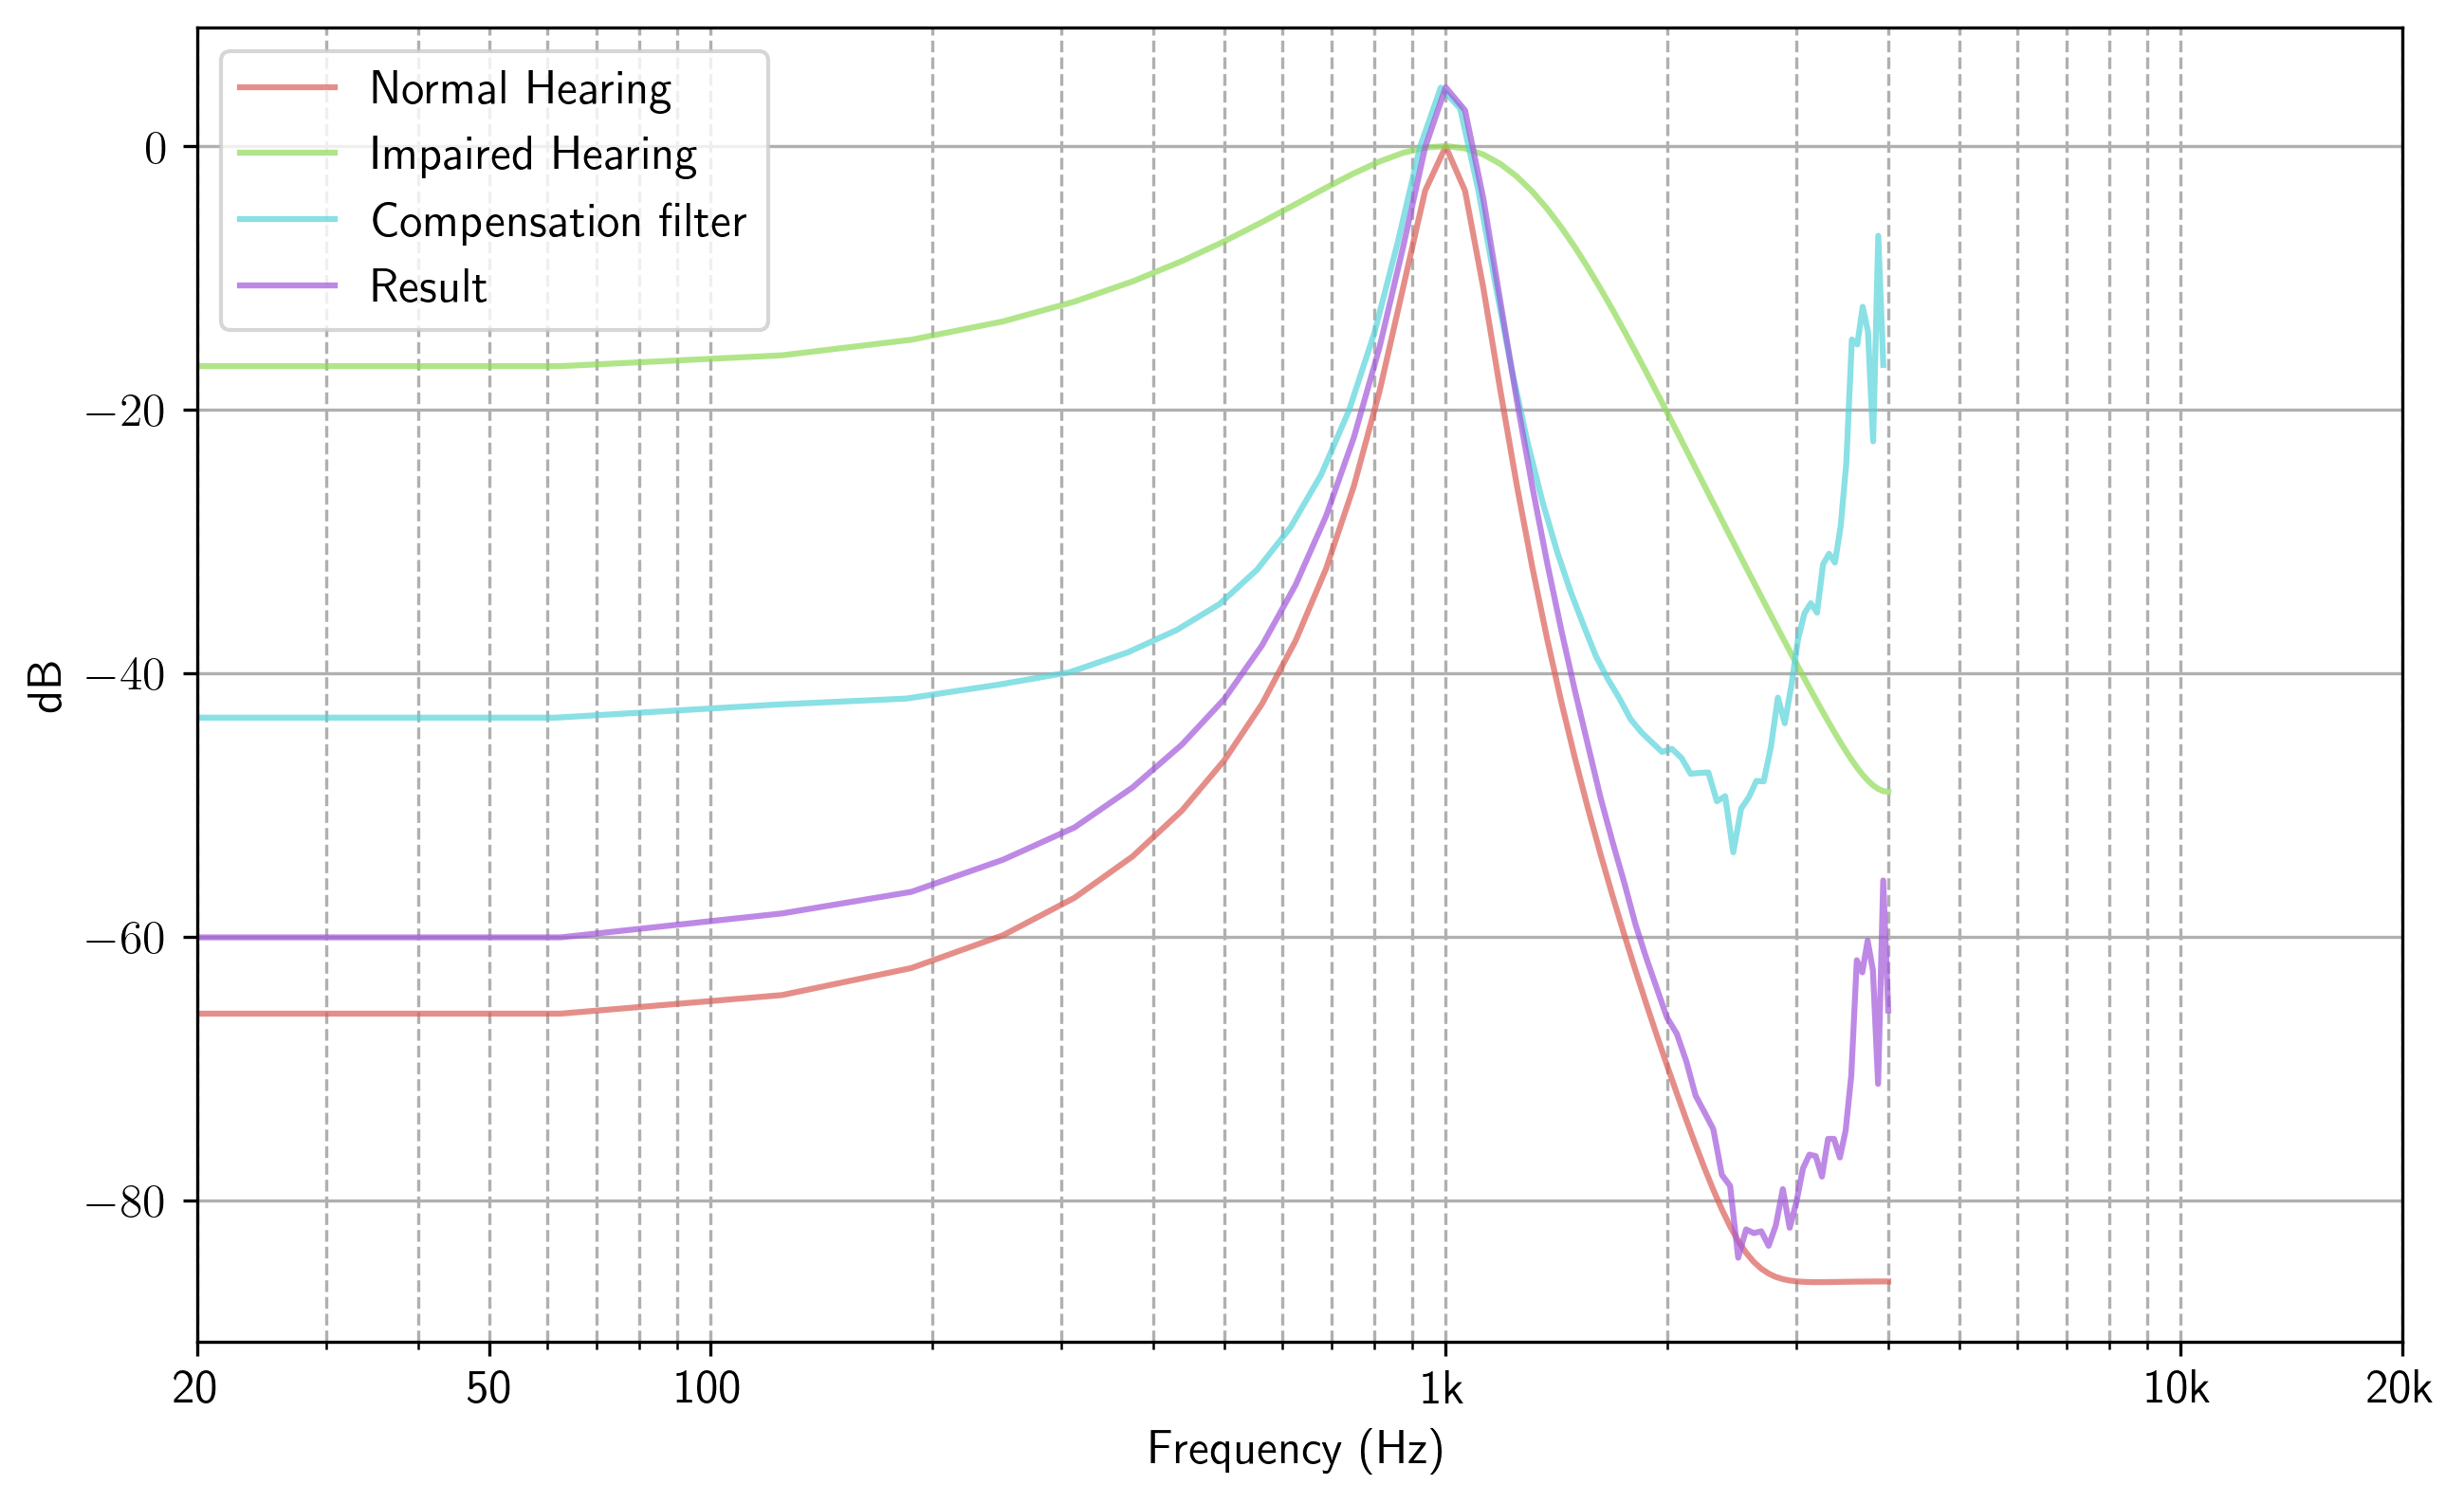 Normal Hearing
Impaired Hearing
Compensation filter
Result
0
−20
−40
−60
−80
dB
20 50 100 1k 10k 20k
Frequency (Hz)